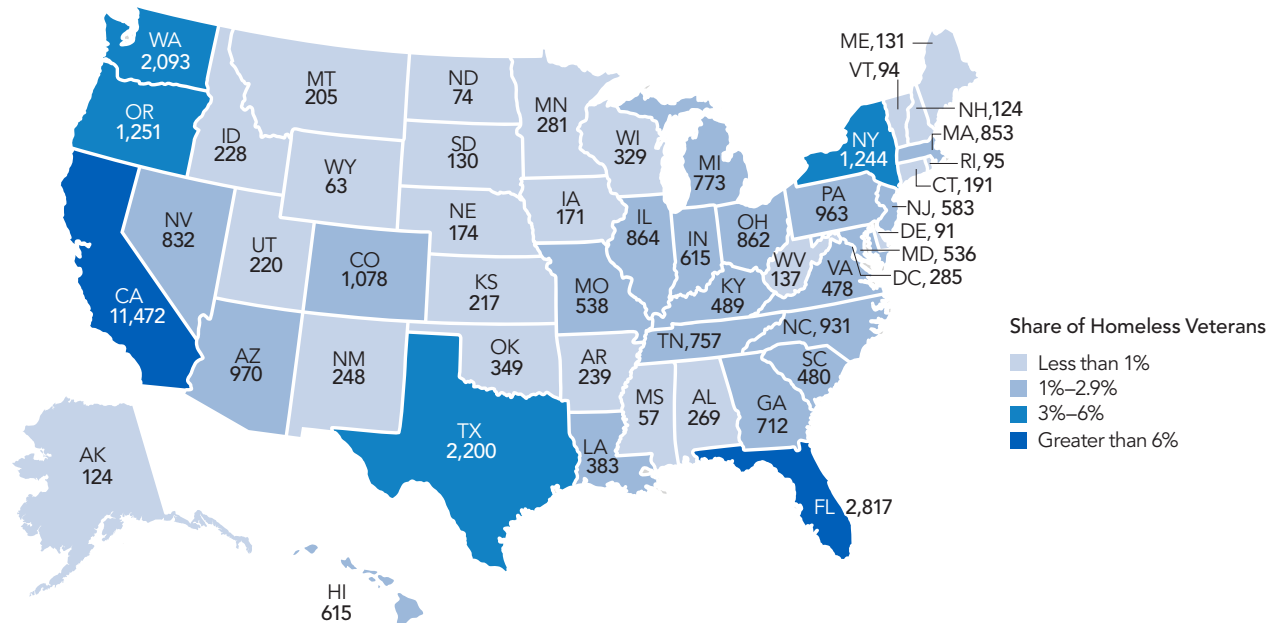 WA
2,093
OR
1,251
CA
11,472
ID
228
NV
832
MT
205
WY
63
UT
220
AZ
970
CO
1,078
NM
248
ND
74
SD
130
NE
174
KS
217
OK
349
TX
2,200
MN
281
IA
171
MO
538
AR
239
LA
383
WI
329
IL
864
MI
773
IN
615
OH
862
KY
489
TN,757
MS
57
AL
269
GA
712
FL 2,817
SC
480
NC, 931
VA
478
WV
137
PA
963
NY
1,244
ME,131
VT, 94
NH,124
MA, 853
RI, 95
CT, 191
NJ, 583
DE, 91
MD, 536
DC, 285
AK
124
HI
615
Share of Homeless Veterans
Less than 1%
1%–2.9%
3%–6%
Greater than 6%